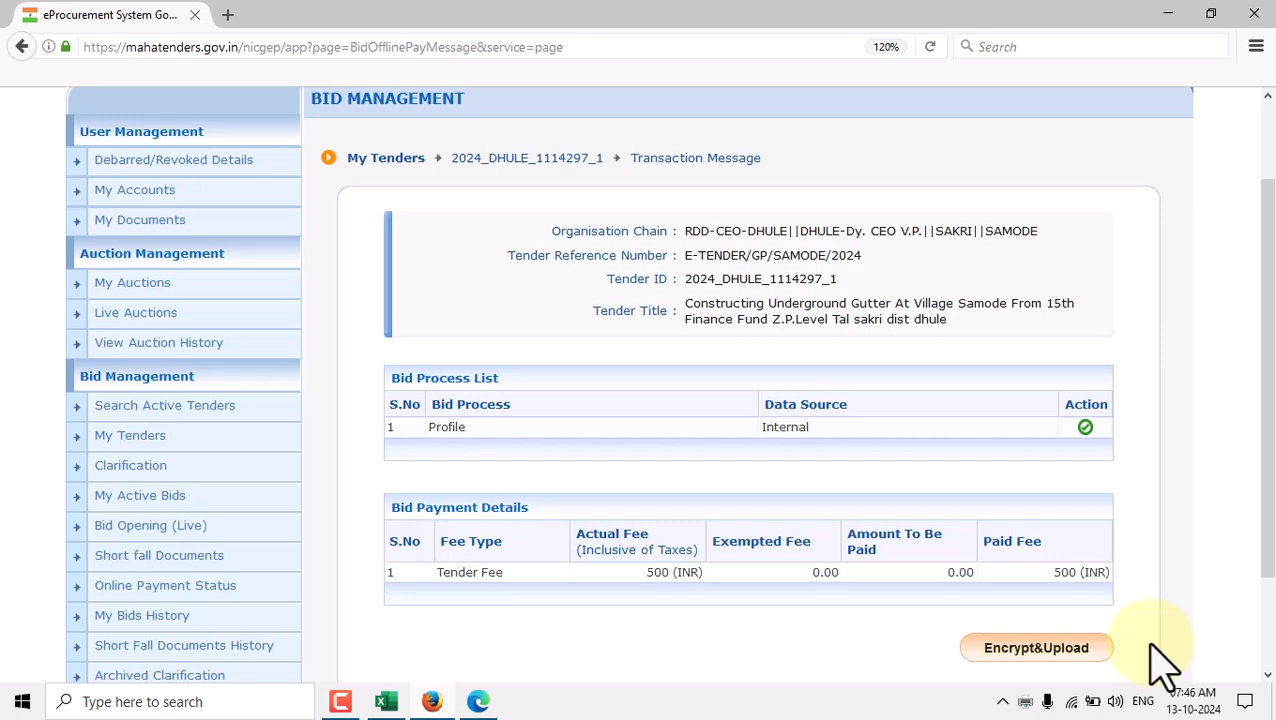 eProcurement System Go...
https://mahatenders.gov.in/nicgep/app?page=BidOfflinePayMessage&service=page
120%
Search
BID MANAGEMENT
User Management
Debarred/Revoked Details
My Accounts
My Documents
Auction Management
My Auctions
Live Auctions
View Auction History
Bid Management
Search Active Tenders
My Tenders
Clarification
My Active Bids
Bid Opening (Live)
Short fall Documents
Online Payment Status
My Bids History
Short Fall Documents History
Archived Clarification
My Tenders 2024_DHULE_1114297_1 Transaction Message
Organisation Chain : RDD-CEO-DHULE||DHULE-Dy. CEO V.P.||SAKRI||SAMODE
Tender Reference Number : E-TENDER/GP/SAMODE/2024
Tender ID : 2024_DHULE_1114297_1
Tender Title : Constructing Underground Gutter At Village Samode From 15th
Finance Fund Z.P.Level Tal sakri dist dhule
Bid Process List
S.No Bid Process Data Source Action
1 Profile Internal
Bid Payment Details
S.No Fee Type Actual Fee (Inclusive of Taxes) Exempted Fee Amount To Be Paid Paid Fee
1 Tender Fee 500 (INR) 0.00 0.00 500 (INR)
Encrypt&Upload
Type here to search
ENG
07:46 AM
13-10-2024